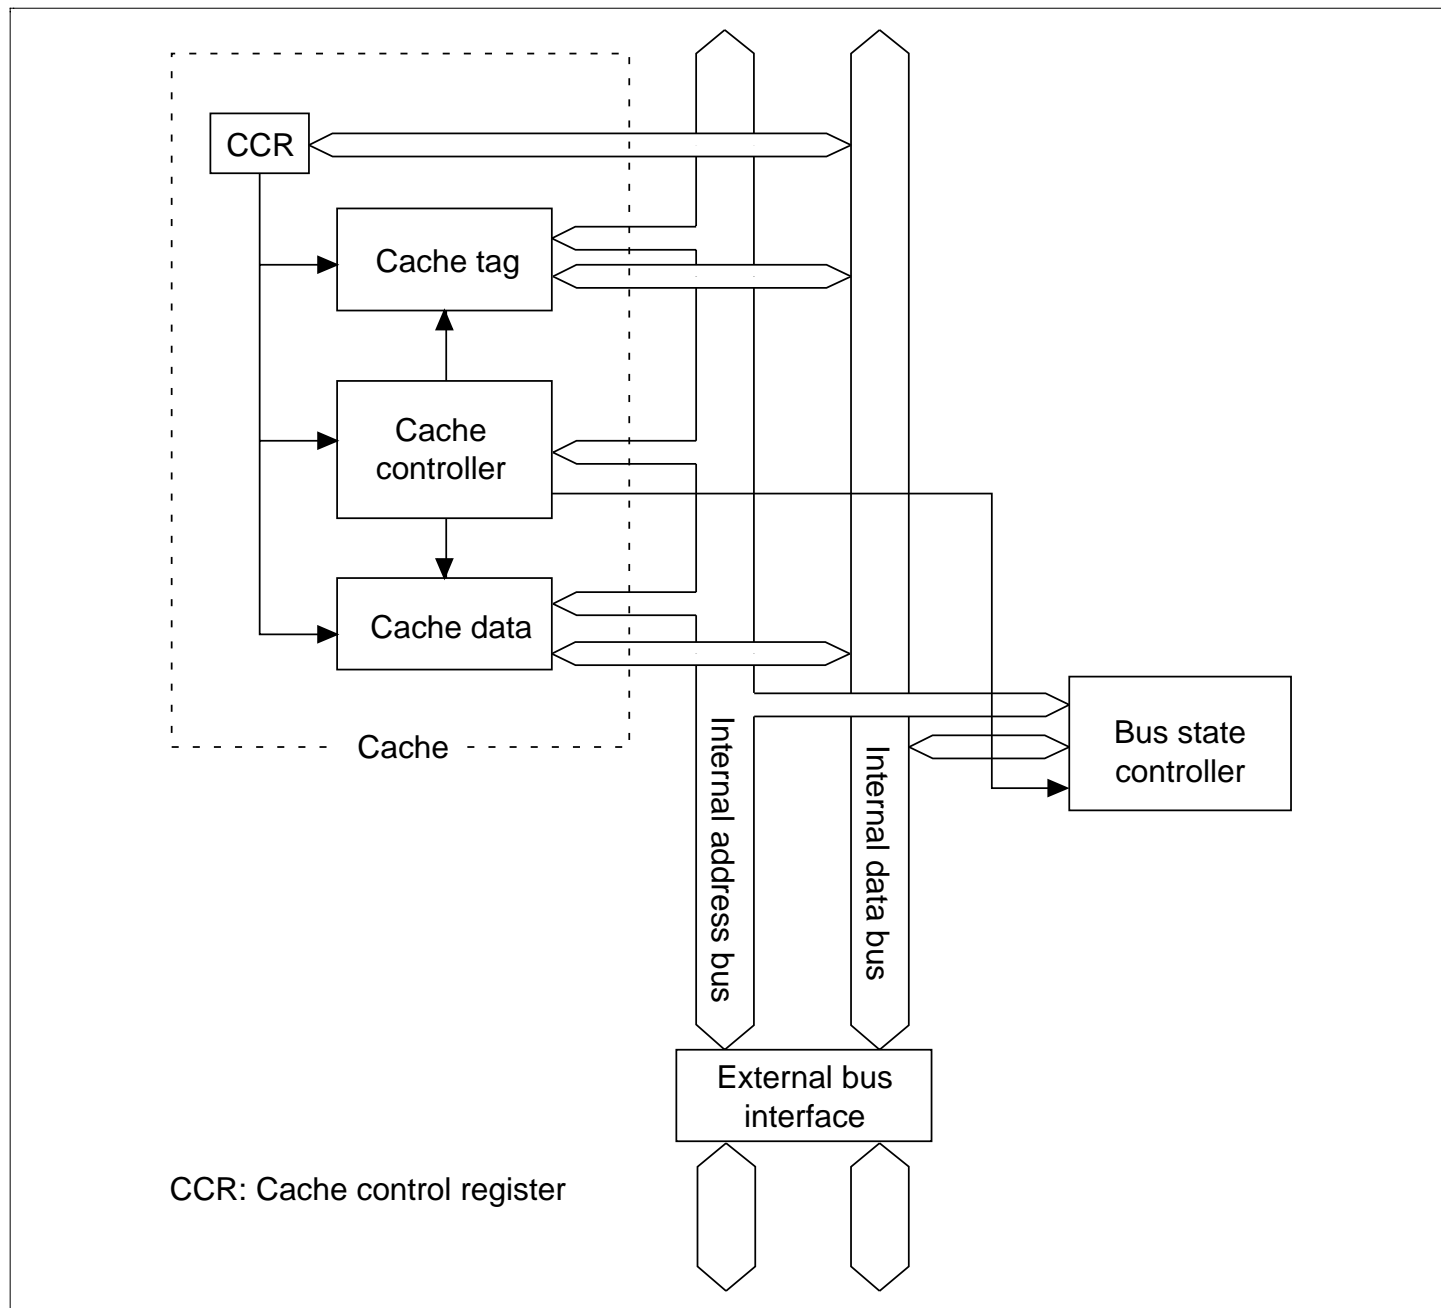 CCR
Cache tag
Cache
controller
Cache data
Cache
Internal address bus
Internal data bus
Bus state
controller
External bus
interface
CCR: Cache control register